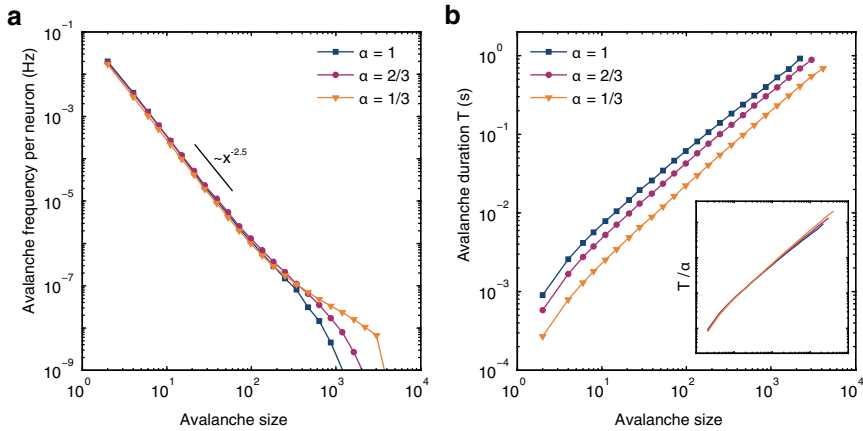 a
Avalanche frequency per neuron (Hz)
10^-1
10^-3
10^-5
10^-7
10^-9
10^0 10^1 10^2 10^3 10^4
Avalanche size
α = 1
α = 2/3
α = 1/3
~x^-2.5
b
Avalanche duration T (s)
10^0
10^-1
10^-2
10^-3
10^-4
10^0 10^1 10^2 10^3 10^4
Avalanche size
α = 1
α = 2/3
α = 1/3
T / α